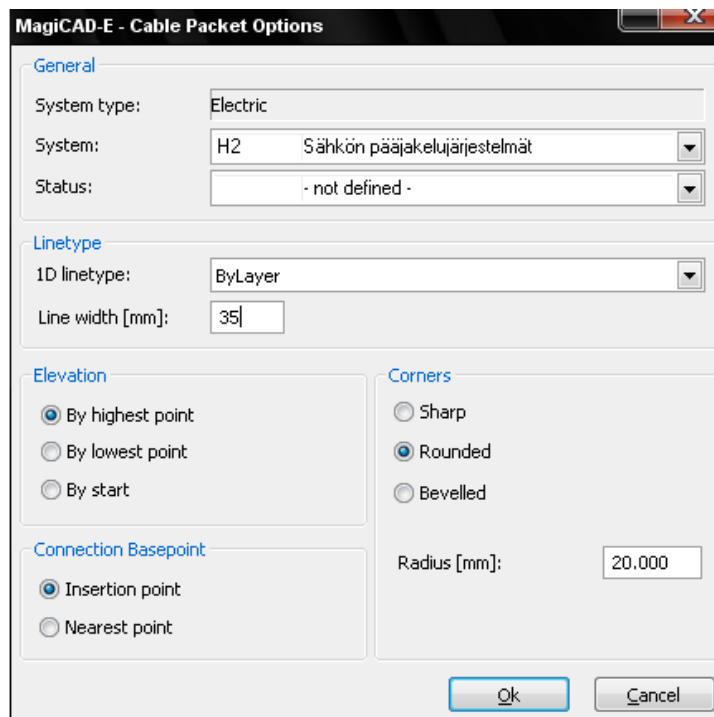 MagiCAD-E - Cable Packet Options
General
System type: Electric
System: H2 Sähkön pääjakelujärjestelmät
Status: - not defined -
Linetype
1D linetype: ByLayer
Line width [mm]: 35
Elevation
By highest point
By lowest point
By start
Connection Basepoint
Insertion point
Nearest point
Corners
Sharp
Rounded
Bevelled
Radius [mm]: 20.000
Ok Cancel